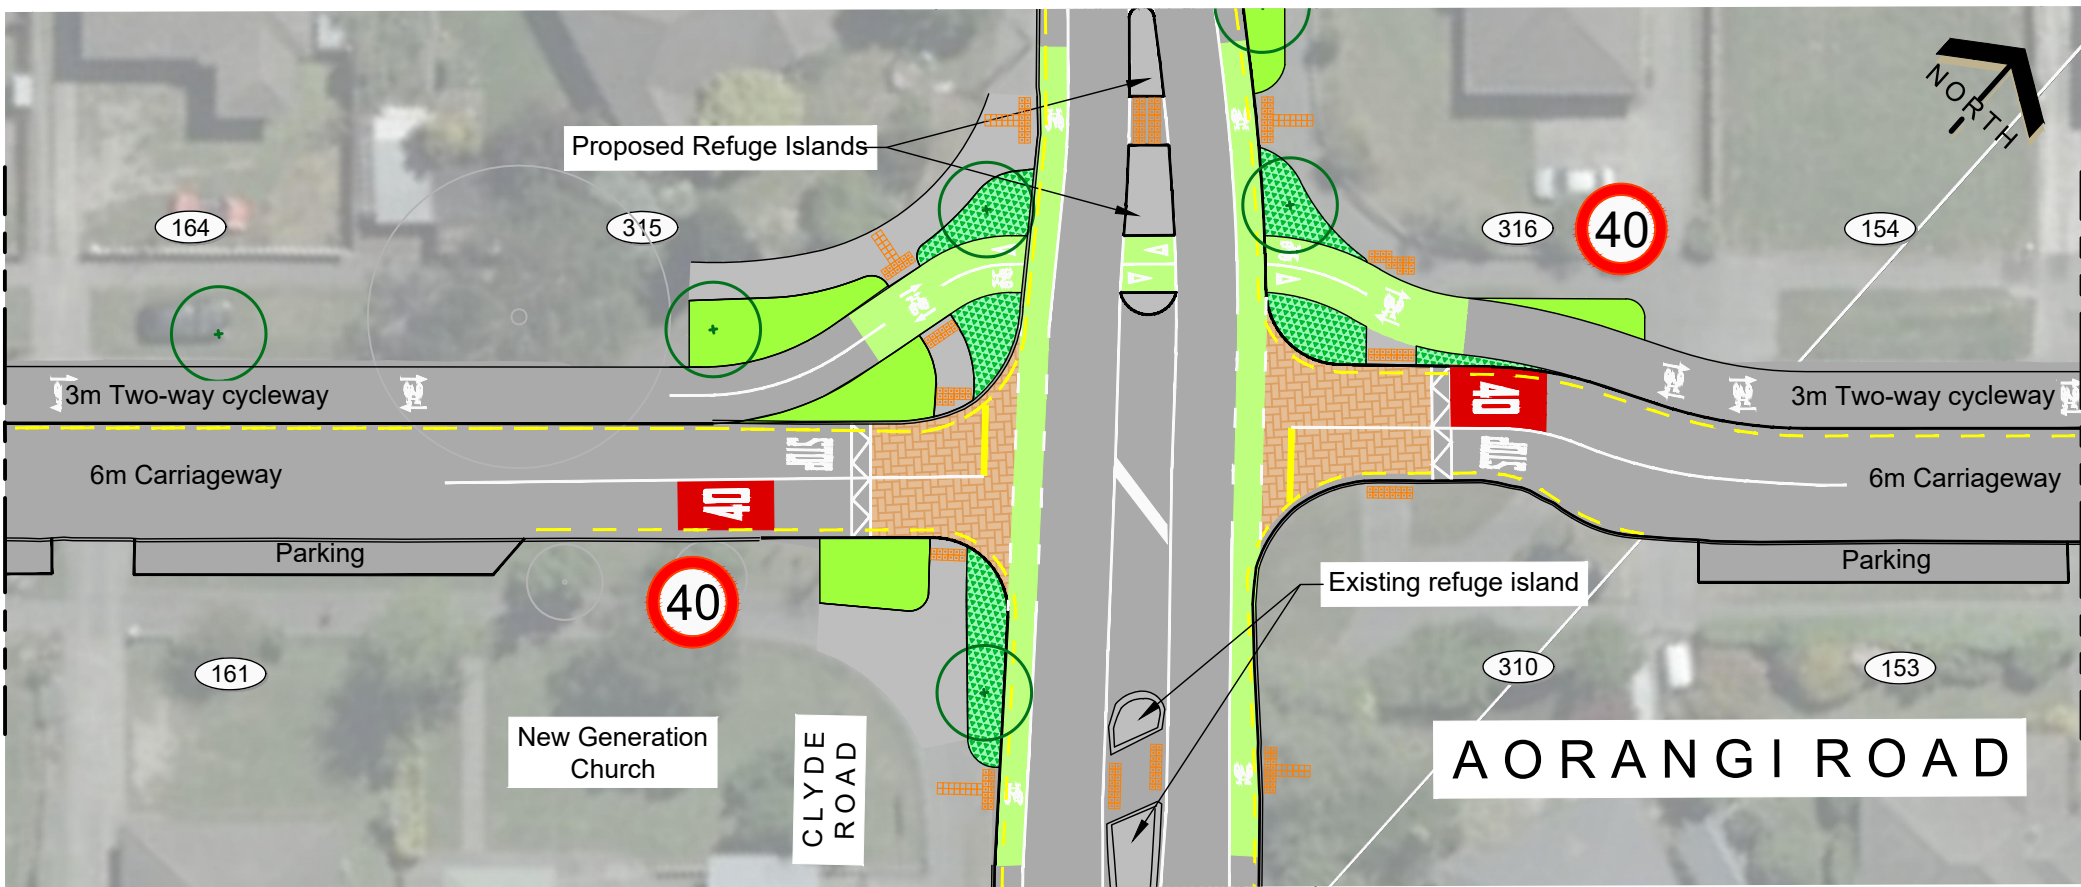 NORTH
Proposed Refuge Islands
164
315
316
40
154
3m Two-way cycleway
3m Two-way cycleway
40
6m Carriageway
6m Carriageway
40
Parking
Parking
40
Existing refuge island
161
310
153
New Generation
Church
CLYDE
ROAD
AORANGI ROAD